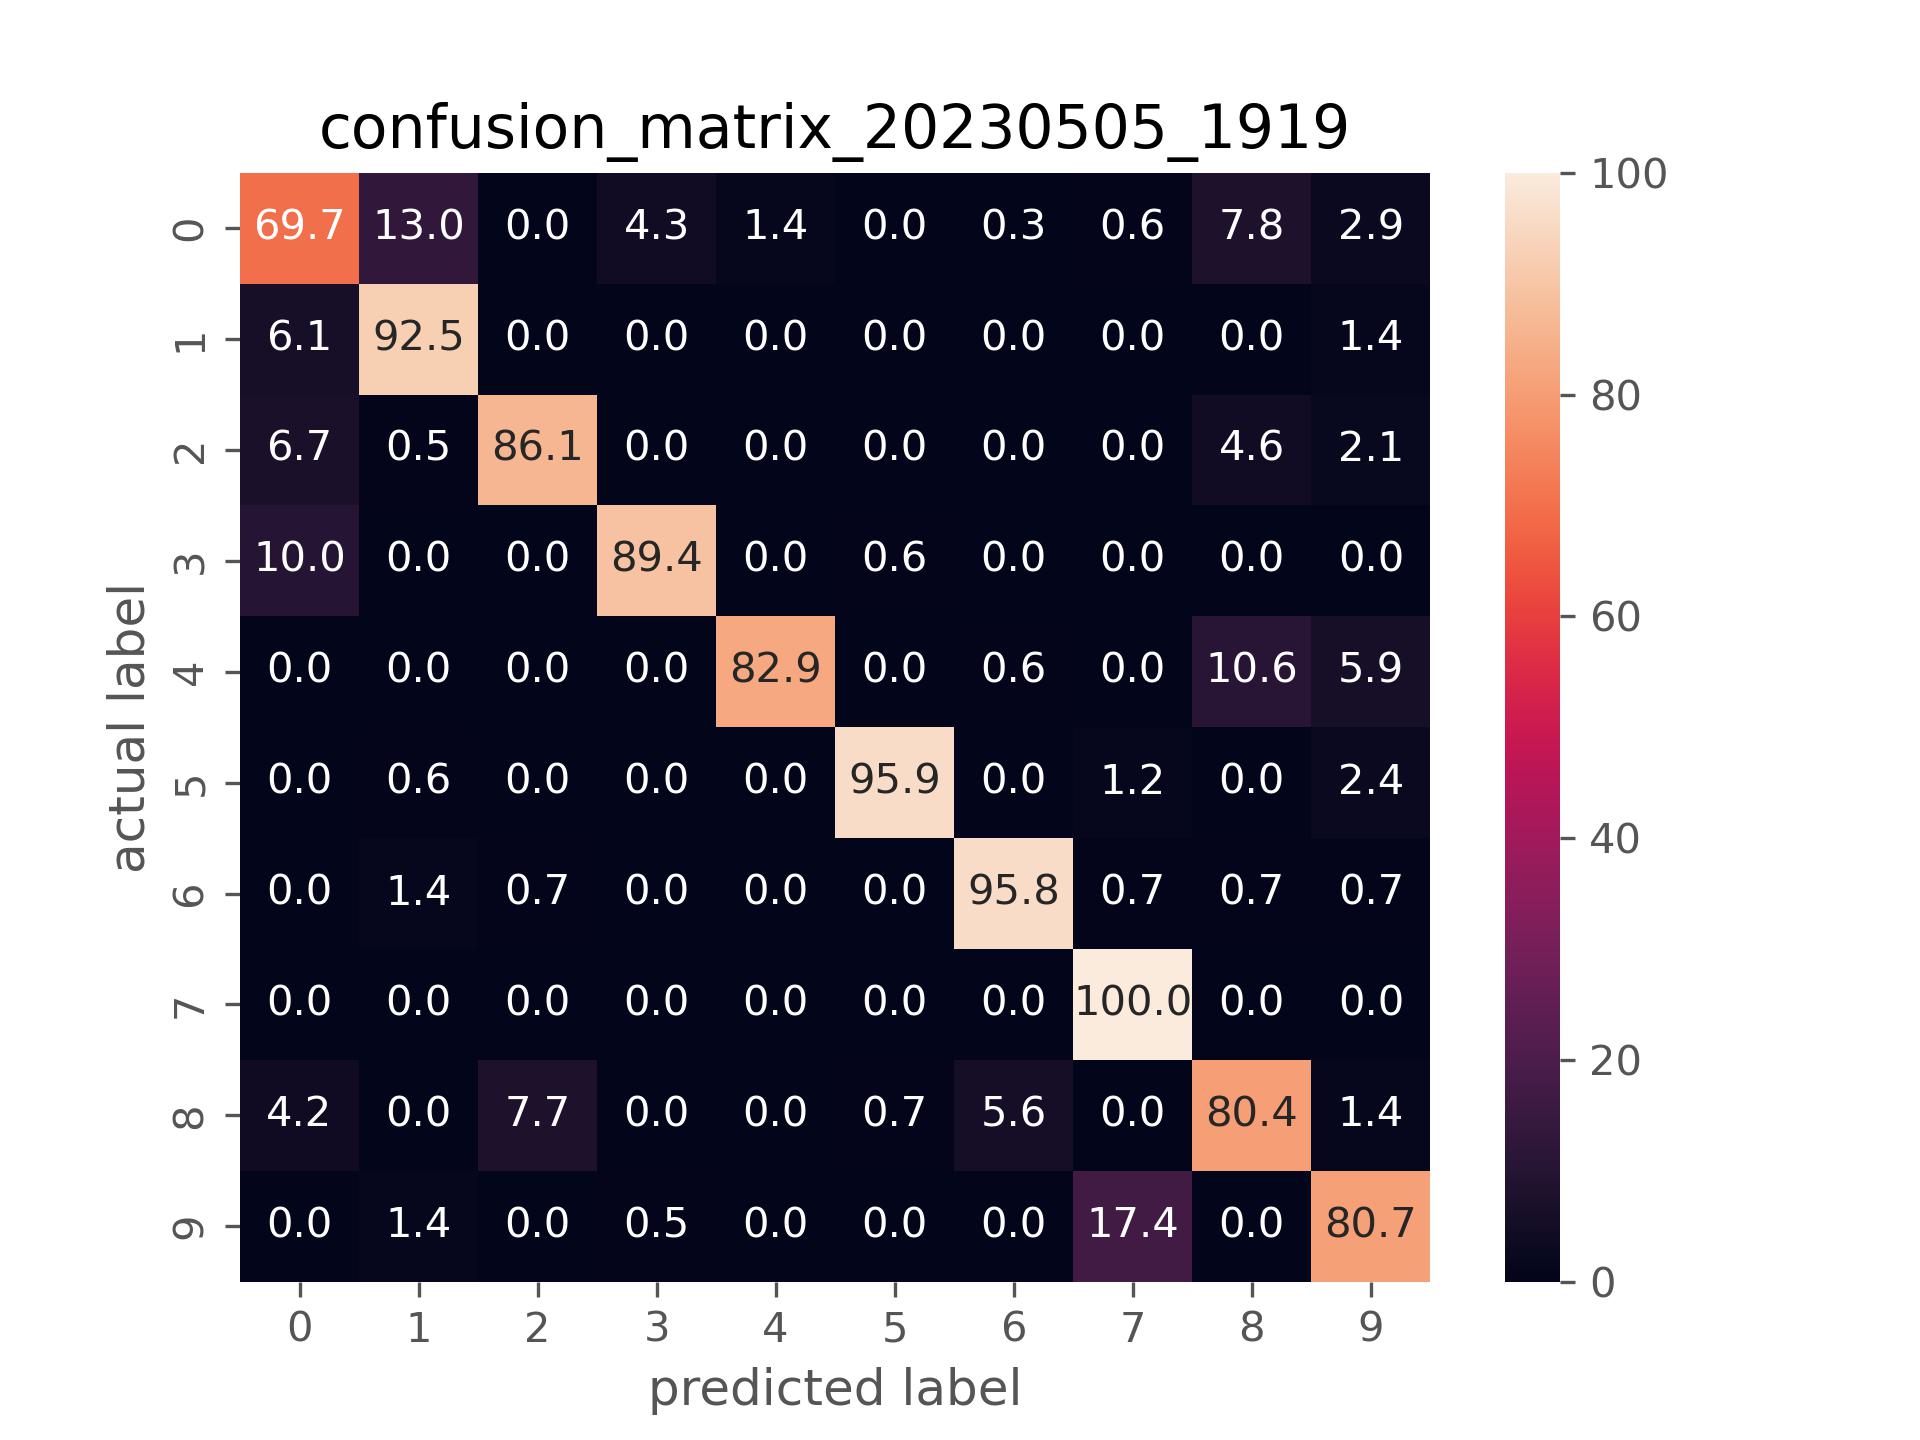 confusion_matrix_20230505_1919
0 69.7 13.0 0.0 4.3 1.4 0.0 0.3 0.6 7.8 2.9
1 6.1 92.5 0.0 0.0 0.0 0.0 0.0 0.0 0.0 1.4
2 6.7 0.5 86.1 0.0 0.0 0.0 0.0 0.0 4.6 2.1
3 10.0 0.0 0.0 89.4 0.0 0.6 0.0 0.0 0.0 0.0
4 0.0 0.0 0.0 0.0 82.9 0.0 0.6 0.0 10.6 5.9
5 0.0 0.6 0.0 0.0 0.0 95.9 0.0 1.2 0.0 2.4
6 0.0 1.4 0.7 0.0 0.0 0.0 95.8 0.7 0.7 0.7
7 0.0 0.0 0.0 0.0 0.0 0.0 0.0 100.0 0.0 0.0
8 4.2 0.0 7.7 0.0 0.0 0.7 5.6 0.0 80.4 1.4
9 0.0 1.4 0.0 0.5 0.0 0.0 0.0 17.4 0.0 80.7
0 1 2 3 4 5 6 7 8 9
predicted label
actual label
100
80
60
40
20
0